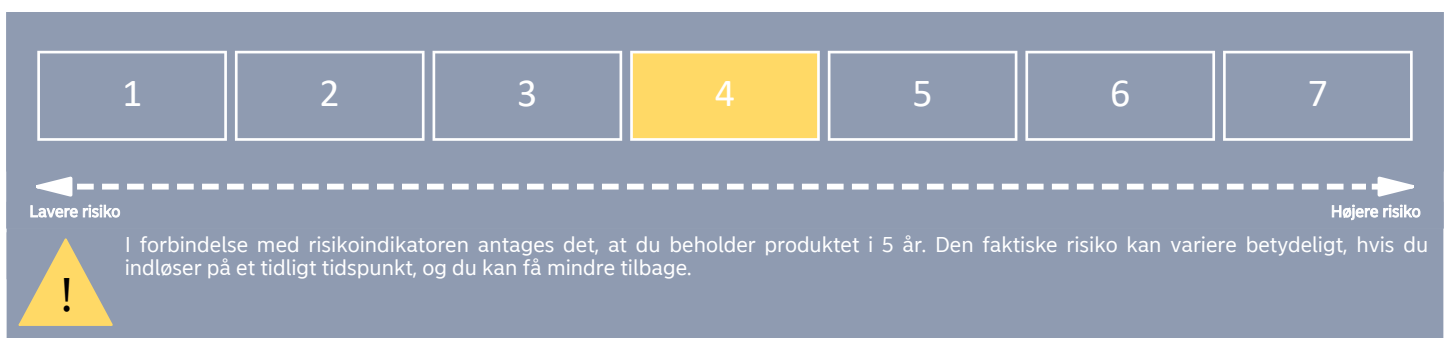 1 2 3 4 5 6 7
Lavere risiko Højere risiko
I forbindelse med risikoindikatoren antages det, at du beholder produktet i 5 år. Den faktiske risiko kan variere betydeligt, hvis du
indløser på et tidligt tidspunkt, og du kan få mindre tilbage.
!